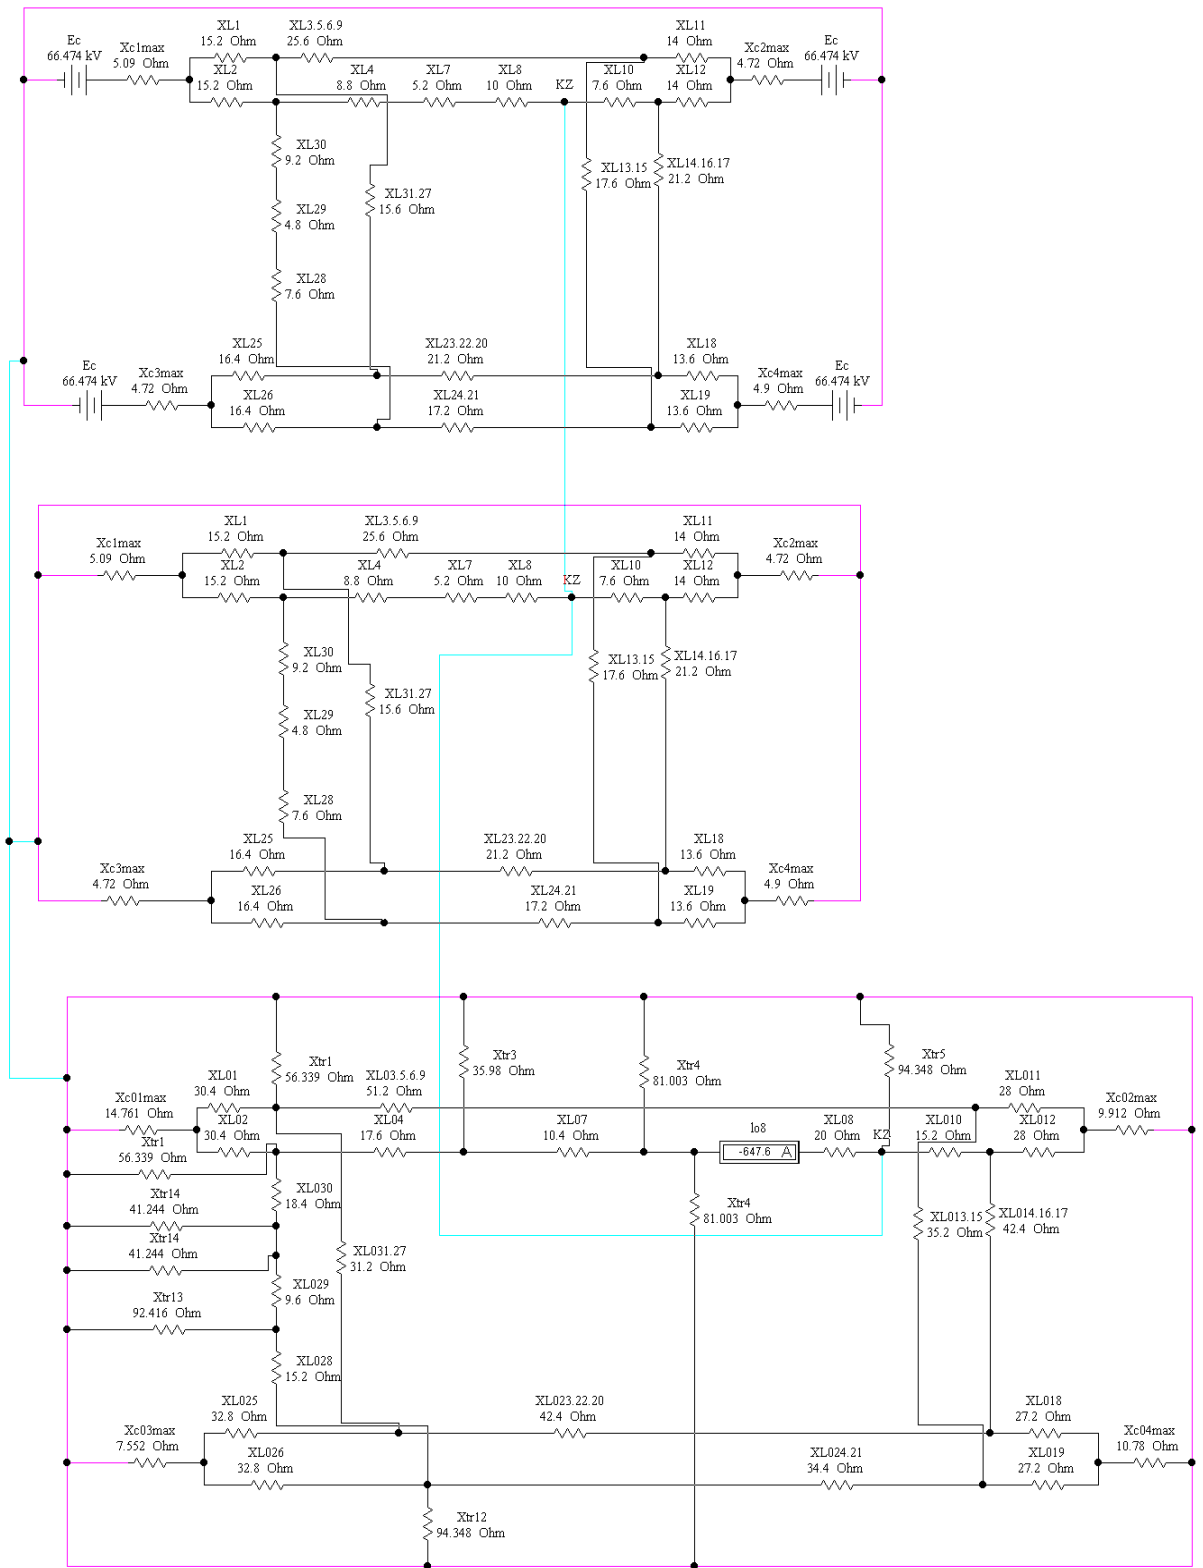 XL1
15.2 Ohm
XL3.5.6.9
25.6 Ohm
XL11
14 Ohm
Ec
66.474 kV
Xc1max
5.09 Ohm
XL2
15.2 Ohm
XL4
8.8 Ohm
XL7
5.2 Ohm
XL8
10 Ohm
KZ
XL10
7.6 Ohm
XL12
14 Ohm
Xc2max
4.72 Ohm
Ec
66.474 kV
XL30
9.2 Ohm
XL31.27
15.6 Ohm
XL13.15
17.6 Ohm
XL14.16.17
21.2 Ohm
XL29
4.8 Ohm
XL28
7.6 Ohm
Ec
66.474 kV
Xc3max
4.72 Ohm
XL25
16.4 Ohm
XL23.22.20
21.2 Ohm
XL18
13.6 Ohm
XL26
16.4 Ohm
XL24.21
17.2 Ohm
XL19
13.6 Ohm
Xc4max
4.9 Ohm
Ec
66.474 kV
XL1
15.2 Ohm
XL3.5.6.9
25.6 Ohm
XL11
14 Ohm
Xc1max
5.09 Ohm
XL2
15.2 Ohm
XL4
8.8 Ohm
XL7
5.2 Ohm
XL8
10 Ohm
KZ
XL10
7.6 Ohm
XL12
14 Ohm
Xc2max
4.72 Ohm
XL30
9.2 Ohm
XL31.27
15.6 Ohm
XL13.15
17.6 Ohm
XL14.16.17
21.2 Ohm
XL29
4.8 Ohm
XL28
7.6 Ohm
XL25
16.4 Ohm
XL23.22.20
21.2 Ohm
XL18
13.6 Ohm
Xc3max
4.72 Ohm
XL26
16.4 Ohm
XL24.21
17.2 Ohm
XL19
13.6 Ohm
Xc4max
4.9 Ohm
Xtr1
56.339 Ohm
Xtr3
35.98 Ohm
Xtr4
81.003 Ohm
Xtr5
94.348 Ohm
XL01
30.4 Ohm
XL03.5.6.9
51.2 Ohm
XL011
28 Ohm
Xc01max
14.761 Ohm
XL02
30.4 Ohm
XL04
17.6 Ohm
XL07
10.4 Ohm
Io8
-647.6 A
XL08
20 Ohm
KZ
XL010
15.2 Ohm
XL012
28 Ohm
Xc02max
9.912 Ohm
Xtr1
56.339 Ohm
Xtr14
41.244 Ohm
XL030
18.4 Ohm
Xtr4
81.003 Ohm
XL013.15
35.2 Ohm
XL014.16.17
42.4 Ohm
Xtr14
41.244 Ohm
XL031.27
31.2 Ohm
XL029
9.6 Ohm
Xtr13
92.416 Ohm
XL028
15.2 Ohm
XL025
32.8 Ohm
XL023.22.20
42.4 Ohm
XL018
27.2 Ohm
Xc03max
7.552 Ohm
XL026
32.8 Ohm
XL024.21
34.4 Ohm
XL019
27.2 Ohm
Xc04max
10.78 Ohm
Xtr12
94.348 Ohm